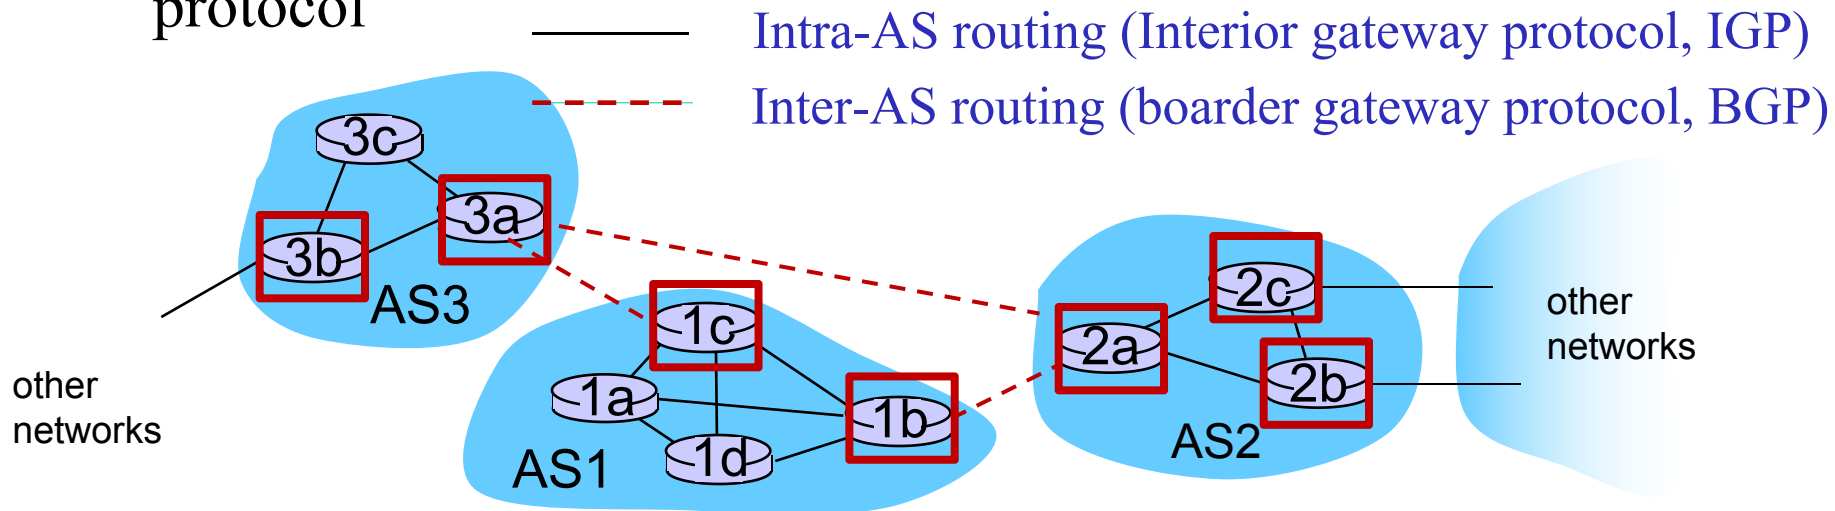 protocol
Intra-AS routing (Interior gateway protocol, IGP)
Inter-AS routing (boarder gateway protocol, BGP)
3c
3a
3b
AS3
2c
1c
2a
other
networks
2b
1a
other
networks
1b
AS2
1d
AS1